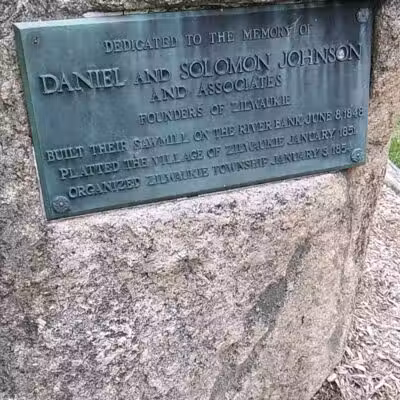 DEDICATED TO THE MEMORY OF
DANIEL AND SOLOMON JOHNSON
AND ASSOCIATES
FOUNDERS OF ZILWAUKIE
BUILT THEIR SAWMILL ON THE RIVER BANK, JUNE 8, 1848
PLATTED THE VILLAGE OF ZILWAUKIE JANUARY 1851
ORGANIZED ZILWAUKIE TOWNSHIP JANUARY 3,